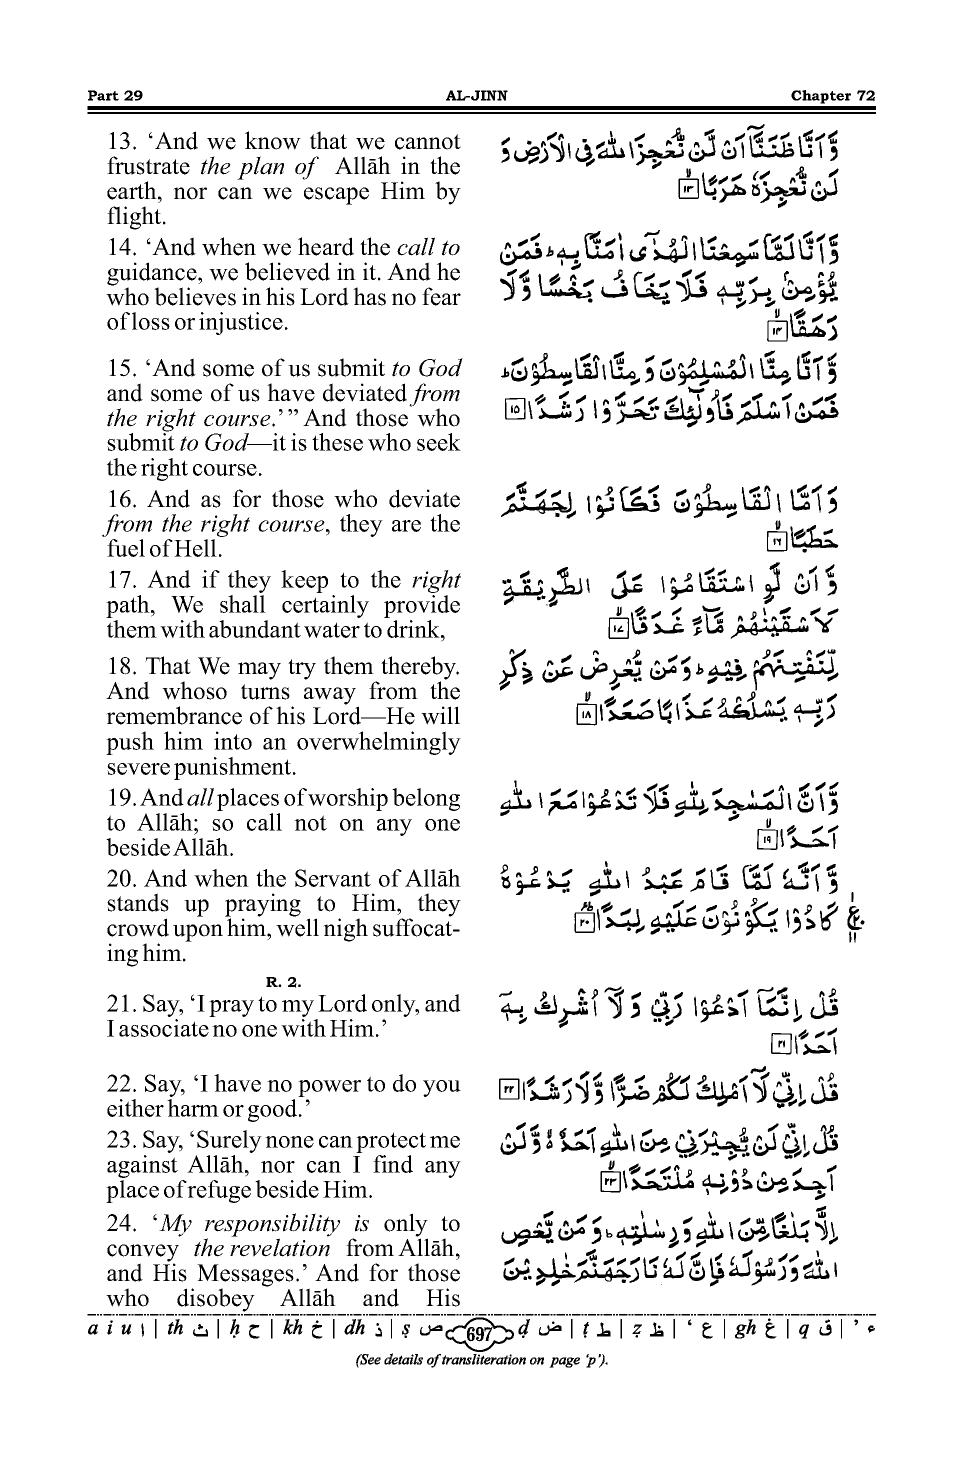 Part 29 AL-JINN Chapter 72
13. ‘And we know that we cannot
frustrate the plan of Allāh in the
earth, nor can we escape Him by
flight.
14. ‘And when we heard the call to
guidance, we believed in it. And he
who believes in his Lord has no fear
of loss or injustice.
15. ‘And some of us submit to God
and some of us have deviated from
the right course.’ ” And those who
submit to God—it is these who seek
the right course.
16. And as for those who deviate
from the right course, they are the
fuel of Hell.
17. And if they keep to the right
path, We shall certainly provide
them with abundant water to drink,
18. That We may try them thereby.
And whoso turns away from the
remembrance of his Lord—He will
push him into an overwhelmingly
severe punishment.
19. And all places of worship belong
to Allāh; so call not on any one
beside Allāh.
20. And when the Servant of Allāh
stands up praying to Him, they
crowd upon him, well nigh suffocat-
ing him.
R. 2.
21. Say, ‘I pray to my Lord only, and
I associate no one with Him.’
22. Say, ‘I have no power to do you
either harm or good.’
23. Say, ‘Surely none can protect me
against Allāh, nor can I find any
place of refuge beside Him.
24. ‘My responsibility is only to
convey the revelation from Allāh,
and His Messages.’ And for those
who disobey Allāh and His
وَّ اَنَّا ظَنَنَّاۤ اَنْ لَّنْ نُّعْجِزَ اللّٰهَ فِی الْاَرْضِ وَ
لَنْ نُّعْجِزَهٗ هَرَبًا ۱۳
وَّ اَنَّا لَمَّا سَمِعْنَا الْهُدٰۤی اٰمَنَّا بِهٖ ؕ فَمَنْ
یُّؤْمِنْۢ بِرَبِّهٖ فَلَا یَخَافُ بَخْسًا وَّ لَا
رَهَقًا ۱۴
وَّ اَنَّا مِنَّا الْمُسْلِمُوْنَ وَ مِنَّا الْقَاسِطُوْنَ ؕ
فَمَنْ اَسْلَمَ فَاُولٰٓئِكَ تَحَرَّوْا رَشَدًا ۱۵
وَ اَمَّا الْقَاسِطُوْنَ فَكَانُوْا لِجَهَنَّمَ
حَطَبًا ۱۶
وَّ اَنْ لَّوِ اسْتَقَامُوْا عَلَی الطَّرِیْقَةِ
لَاَسْقَیْنٰهُمْ مَّآءً غَدَقًا ۱۷
لِّنَفْتِنَهُمْ فِیْهِ ؕ وَ مَنْ یُّعْرِضْ عَنْ ذِكْرِ
رَبِّهٖ یَسْلُكْهُ عَذَابًا صَعَدًا ۱۸
وَّ اَنَّ الْمَسٰجِدَ لِلّٰهِ فَلَا تَدْعُوْا مَعَ اللّٰهِ
اَحَدًا ۱۹
وَّ اَنَّهٗ لَمَّا قَامَ عَبْدُ اللّٰهِ یَدْعُوْهُ
كَادُوْا یَكُوْنُوْنَ عَلَیْهِ لِبَدًا ۲۰
قُلْ اِنَّمَاۤ اَدْعُوْا رَبِّیْ وَ لَاۤ اُشْرِكُ بِهٖۤ
اَحَدًا ۲۱
قُلْ اِنِّیْ لَاۤ اَمْلِكُ لَكُمْ ضَرًّا وَّ لَا رَشَدًا ۲۲
قُلْ اِنِّیْ لَنْ یُّجِیْرَنِیْ مِنَ اللّٰهِ اَحَدٌ ۙ۬ وَّ لَنْ
اَجِدَ مِنْ دُوْنِهٖ مُلْتَحَدًا ۲۳
اِلَّا بَلٰغًا مِّنَ اللّٰهِ وَ رِسٰلٰتِهٖ ؕ وَ مَنْ یَّعْصِ
اللّٰهَ وَ رَسُوْلَهٗ فَاِنَّ لَهٗ نَارَ جَهَنَّمَ خٰلِدِیْنَ
a i u ا | th ث | ḥ ح | kh خ | dh ذ | ṣ ص 697 ḍ ض | ṭ ط | ẓ ظ | ‘ ع | gh غ | q ق | ’ ء
(See details of transliteration on page ‘p’).